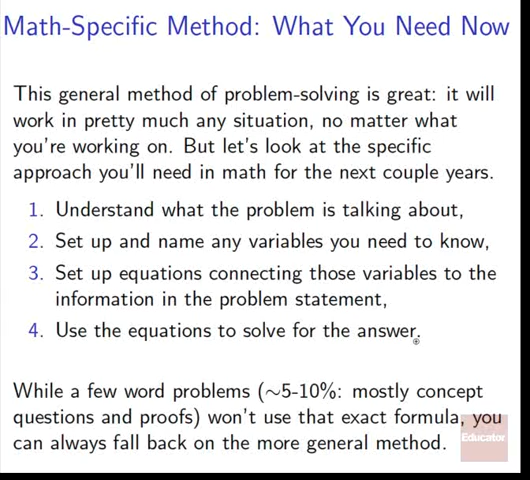 Math-Specific Method: What You Need Now
This general method of problem-solving is great: it will
work in pretty much any situation, no matter what
you're working on. But let's look at the specific
approach you'll need in math for the next couple years.
1. Understand what the problem is talking about,
2. Set up and name any variables you need to know,
3. Set up equations connecting those variables to the
information in the problem statement,
4. Use the equations to solve for the answer.
While a few word problems (~5-10%: mostly concept
questions and proofs) won't use that exact formula, you
can always fall back on the more general method.
Educator